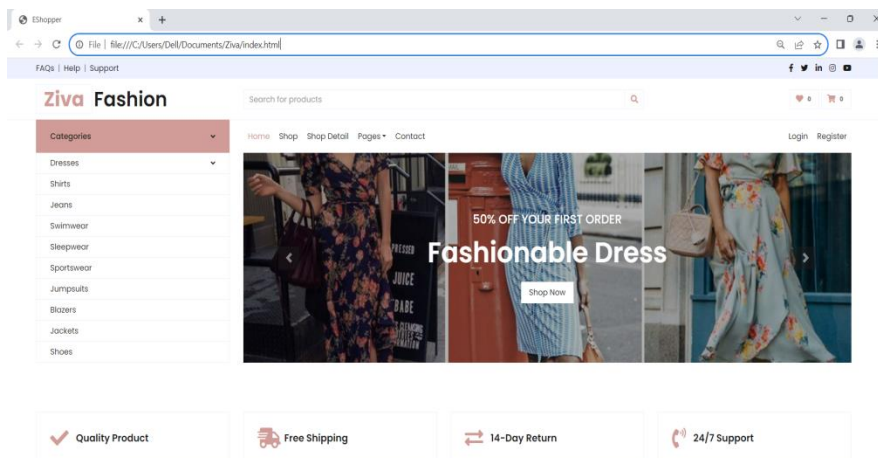 EShopper
File | file:///C:/Users/Dell/Documents/Ziva/index.html
FAQs | Help | Support
Ziva Fashion
Search for products
0 0
Categories
Home Shop Shop Detail Pages Contact
Login Register
Dresses
Shirts
Jeans
Swimwear
Sleepwear
Sportswear
Jumpsuits
Blazers
Jackets
Shoes
50% OFF YOUR FIRST ORDER
Fashionable Dress
Shop Now
PRESSED
JUICE
BABE
Quality Product
Free Shipping
14-Day Return
24/7 Support